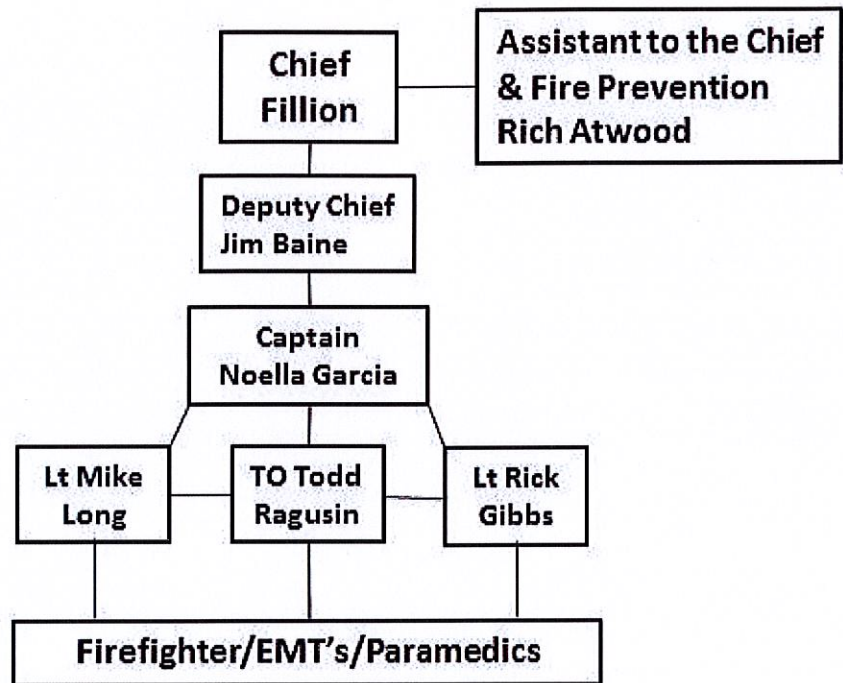 Chief
Fillion
Assistant to the Chief
& Fire Prevention
Rich Atwood
Deputy Chief
Jim Baine
Captain
Noella Garcia
Lt Mike
Long
TO Todd
Ragusin
Lt Rick
Gibbs
Firefighter/EMT's/Paramedics